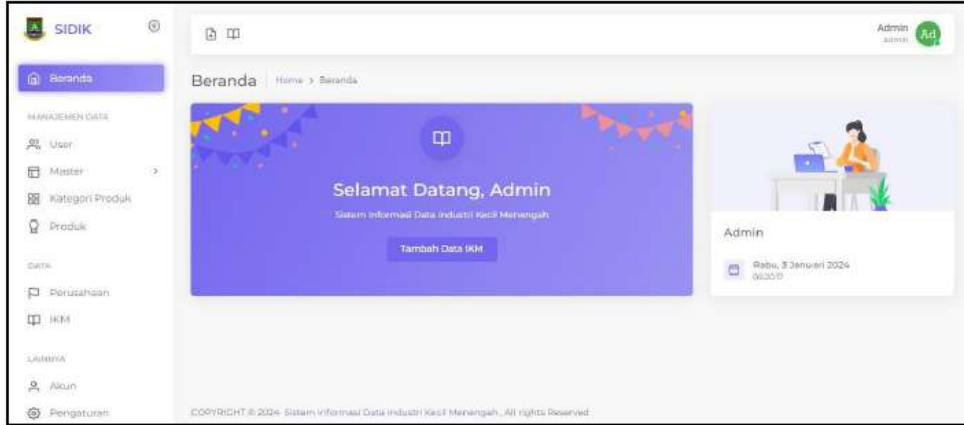 SIDIK
Beranda
MANAJEMEN DATA
User
Master
Kategori Produk
Produk
DATA
Perusahaan
IKM
LAINNYA
Akun
Pengaturan
Admin
admin
Ad
Beranda
Home > Beranda
Selamat Datang, Admin
Sistem Informasi Data Industri Kecil Menengah
Tambah Data IKM
Admin
Rabu, 3 Januari 2024
COPYRIGHT © 2024 Sistem Informasi Data Industri Kecil Menengah , All rights Reserved